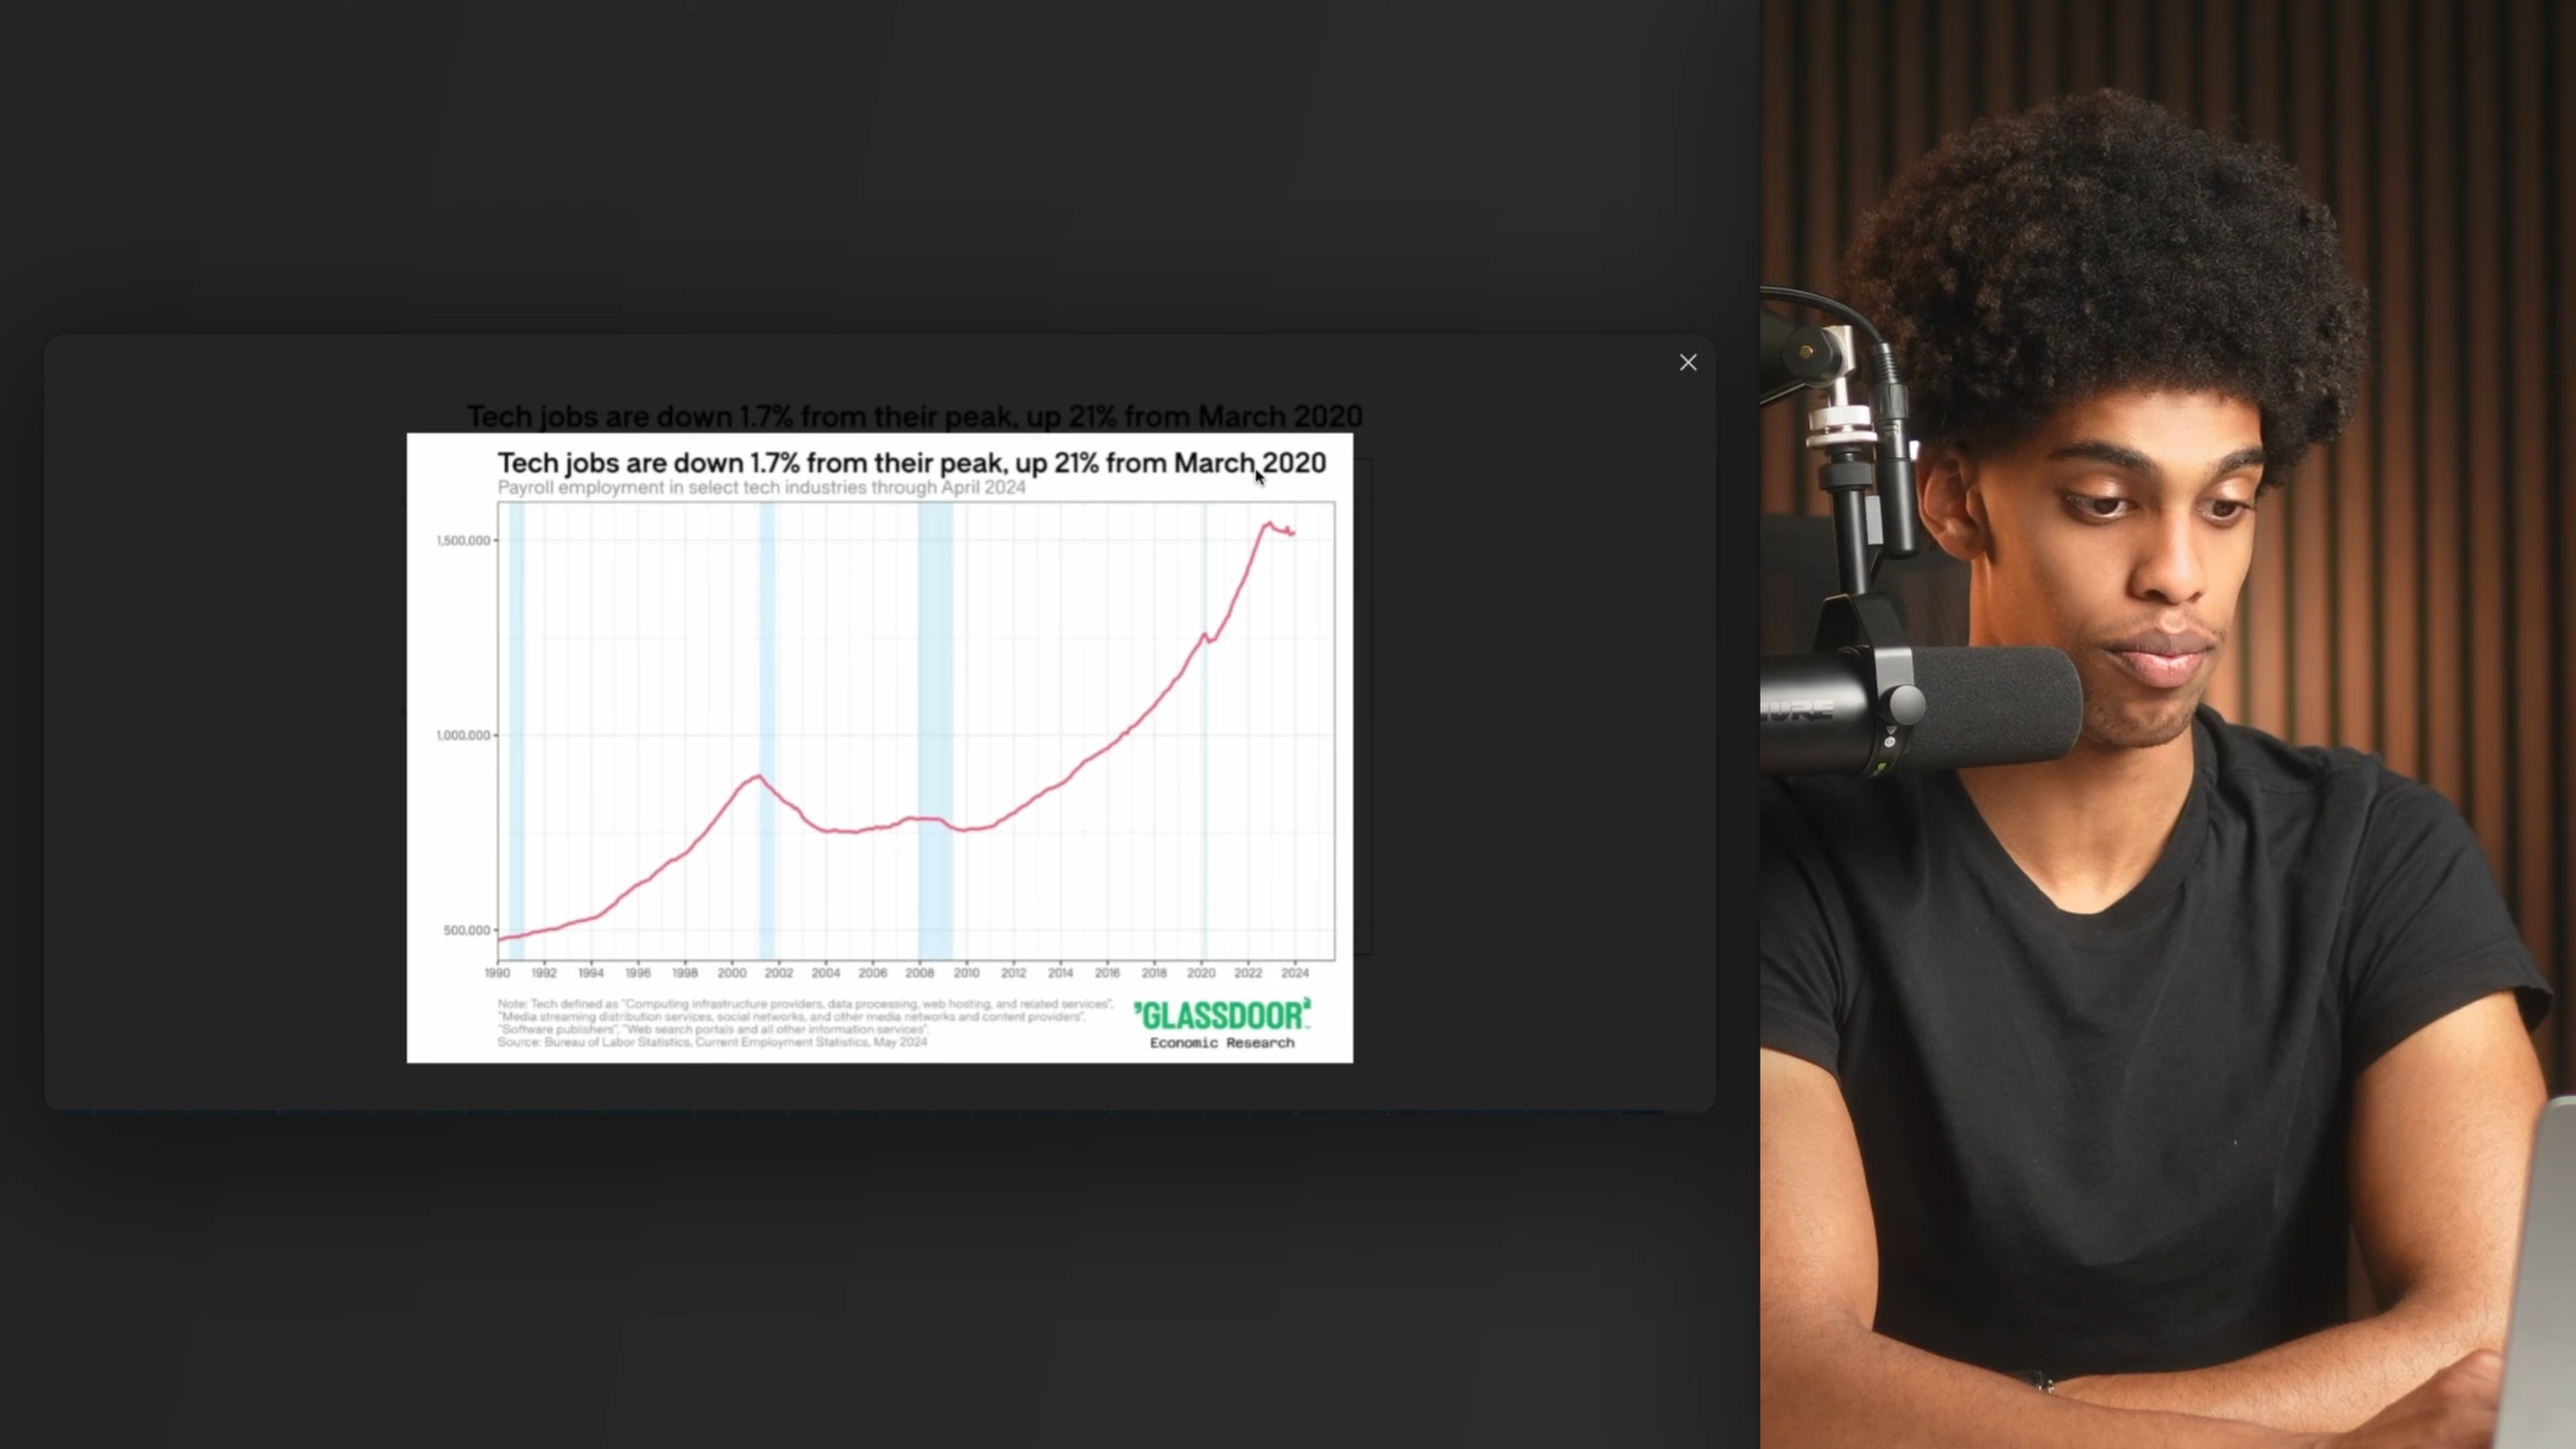 Tech jobs are down 1.7% from their peak, up 21% from March 2020
Tech jobs are down 1.7% from their peak, up 21% from March 2020
Payroll employment in select tech industries through April 2024
1,500,000
1,000,000
500,000
1990 1992 1994 1996 1998 2000 2002 2004 2006 2008 2010 2012 2014 2016 2018 2020 2022 2024
Note: Tech defined as "Computing infrastructure providers, data processing, web hosting, and related services",
"Media streaming distribution services, social networks, and other media networks and content providers",
"Software publishers", "Web search portals and all other information services".
Source: Bureau of Labor Statistics, Current Employment Statistics, May 2024
GLASSDOOR
Economic Research